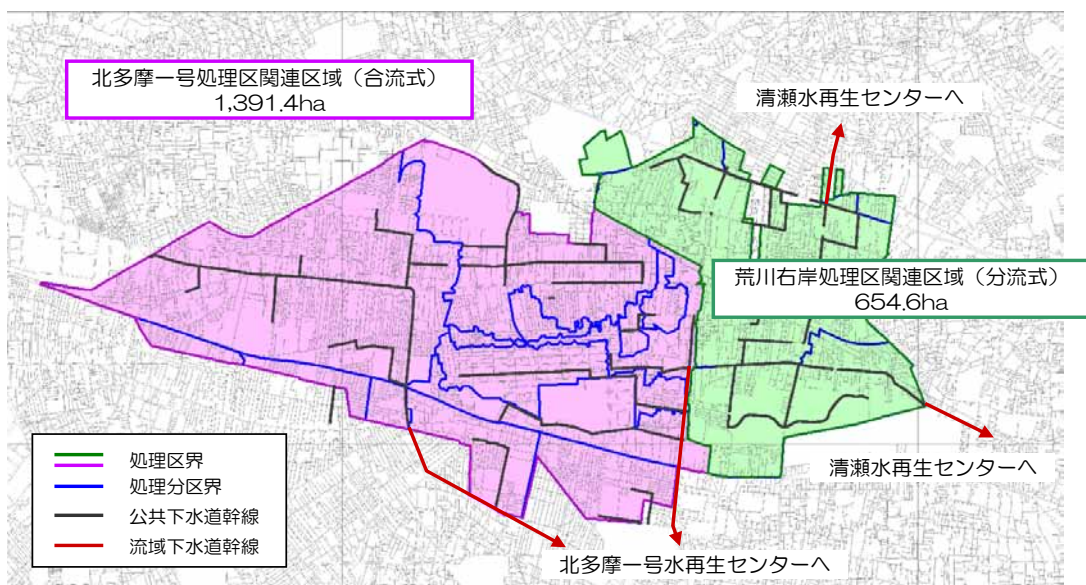 北多摩一号処理区関連区域（合流式）
1,391.4ha
清瀬水再生センターへ
荒川右岸処理区関連区域（分流式）
654.6ha
清瀬水再生センターへ
北多摩一号水再生センターへ
処理区界
処理分区界
公共下水道幹線
流域下水道幹線